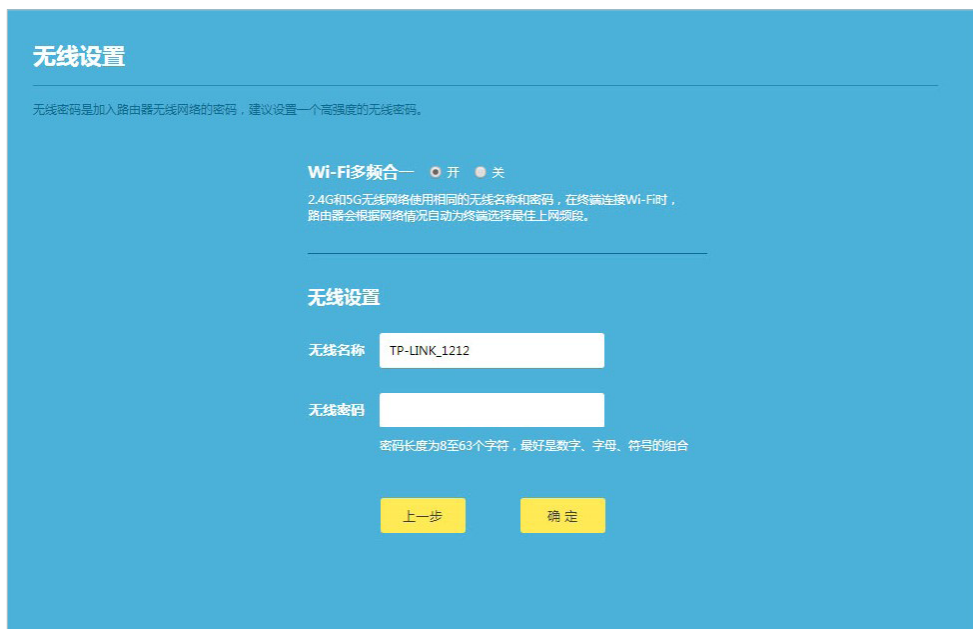 无线设置
无线密码是加入路由器无线网络的密码，建议设置一个高强度的无线密码。
Wi-Fi多频合一 开 关
2.4G和5G无线网络使用相同的无线名称和密码，在终端连接Wi-Fi时，
路由器会根据网络情况自动为终端选择最佳上网频段。
无线设置
无线名称 TP-LINK_1212
无线密码
密码长度为8至63个字符，最好是数字、字母、符号的组合
上一步 确 定